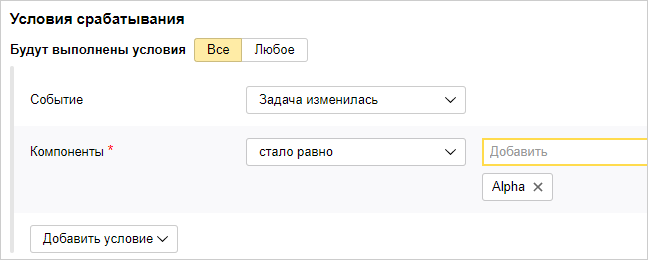 Условия срабатывания
Будут выполнены условия Все Любое
Событие Задача изменилась
Компоненты * стало равно Добавить
Alpha
Добавить условие